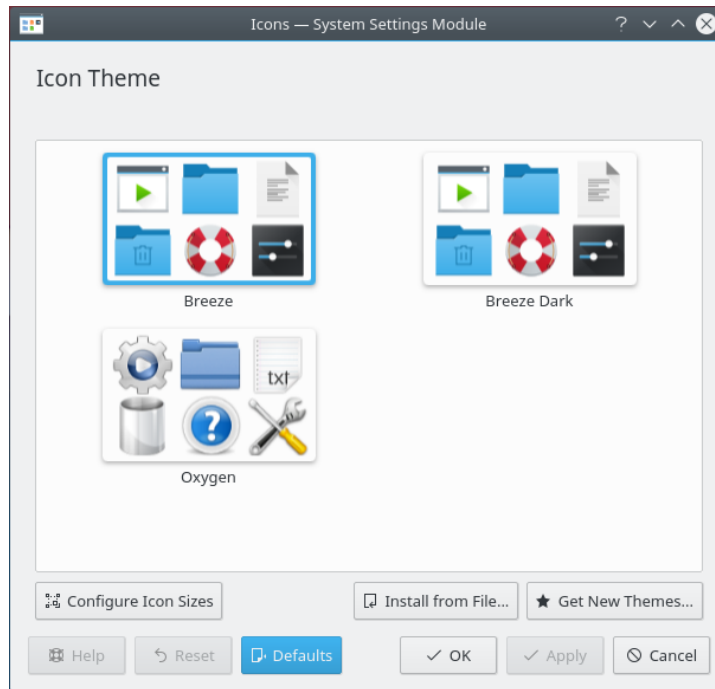 Icons — System Settings Module
Icon Theme
Breeze
Breeze Dark
txt
Oxygen
Configure Icon Sizes
Install from File...
Get New Themes...
Help
Reset
Defaults
OK
Apply
Cancel